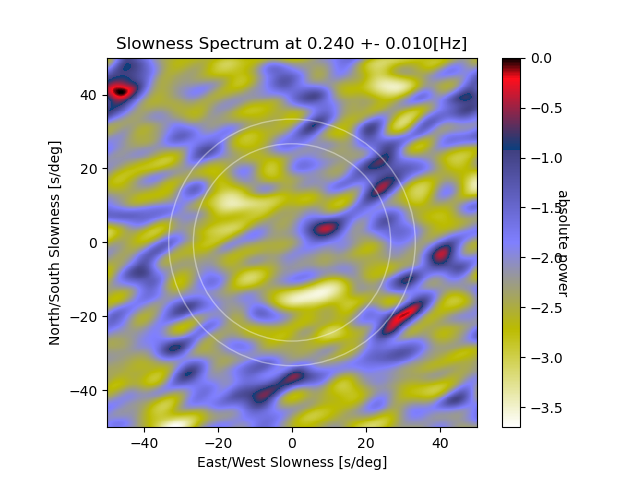 Slowness Spectrum at 0.240 +- 0.010[Hz]
North/South Slowness [s/deg]
40
20
0
−20
−40
−40 −20 0 20 40
East/West Slowness [s/deg]
0.0
−0.5
−1.0
−1.5
−2.0
−2.5
−3.0
−3.5
absolute power